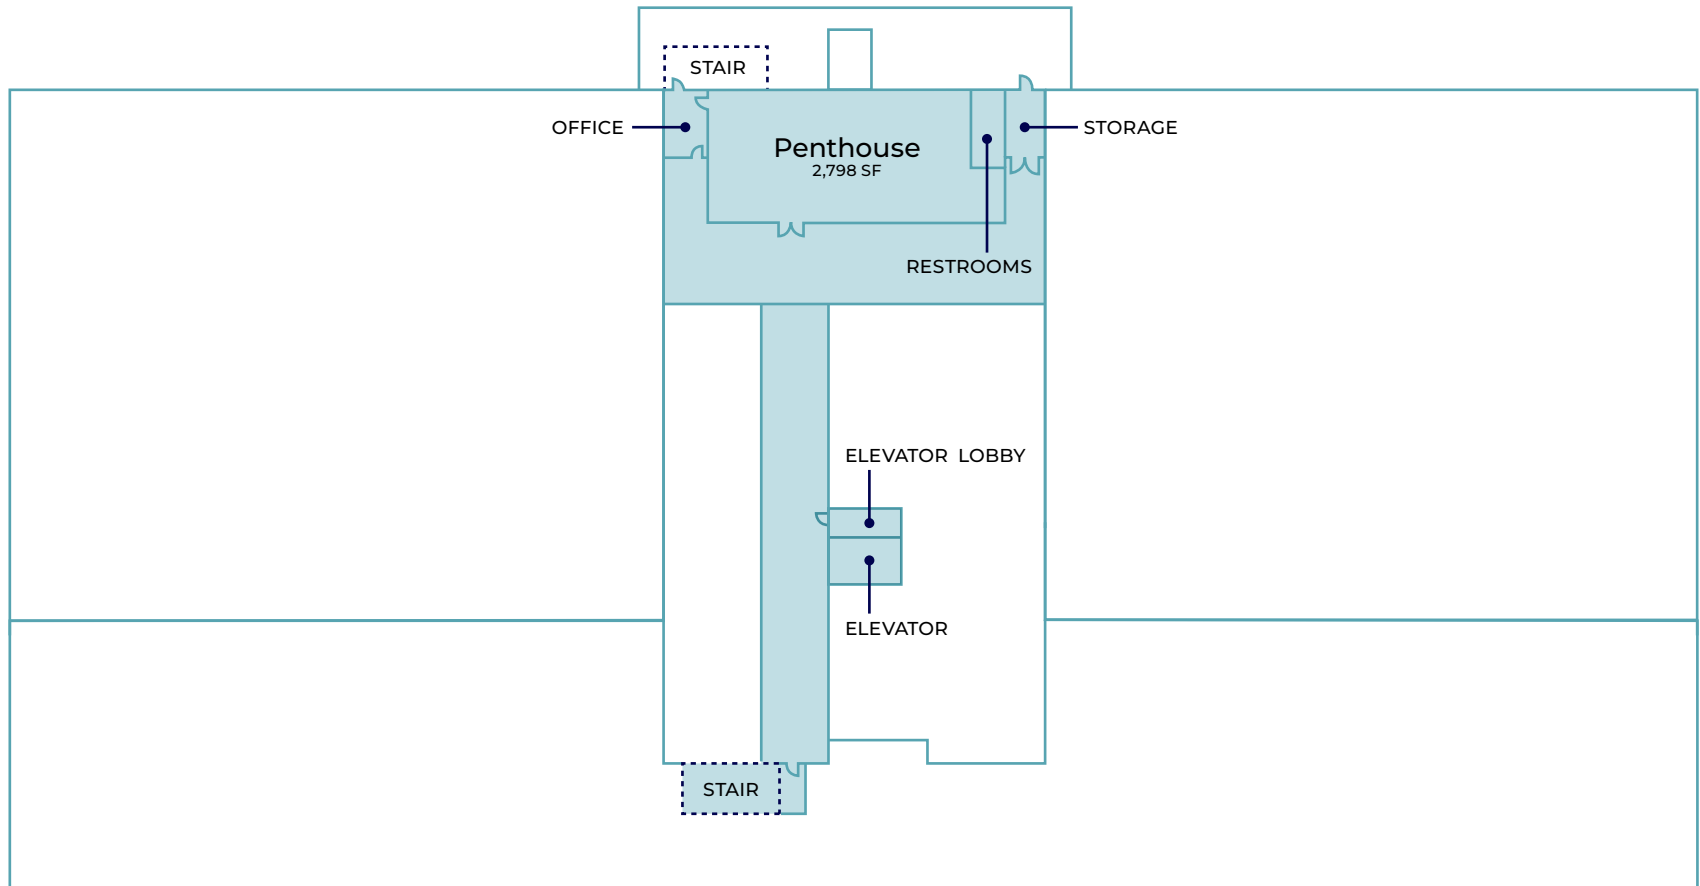 STAIR
OFFICE
STORAGE
Penthouse
2,798 SF
RESTROOMS
ELEVATOR LOBBY
ELEVATOR
STAIR